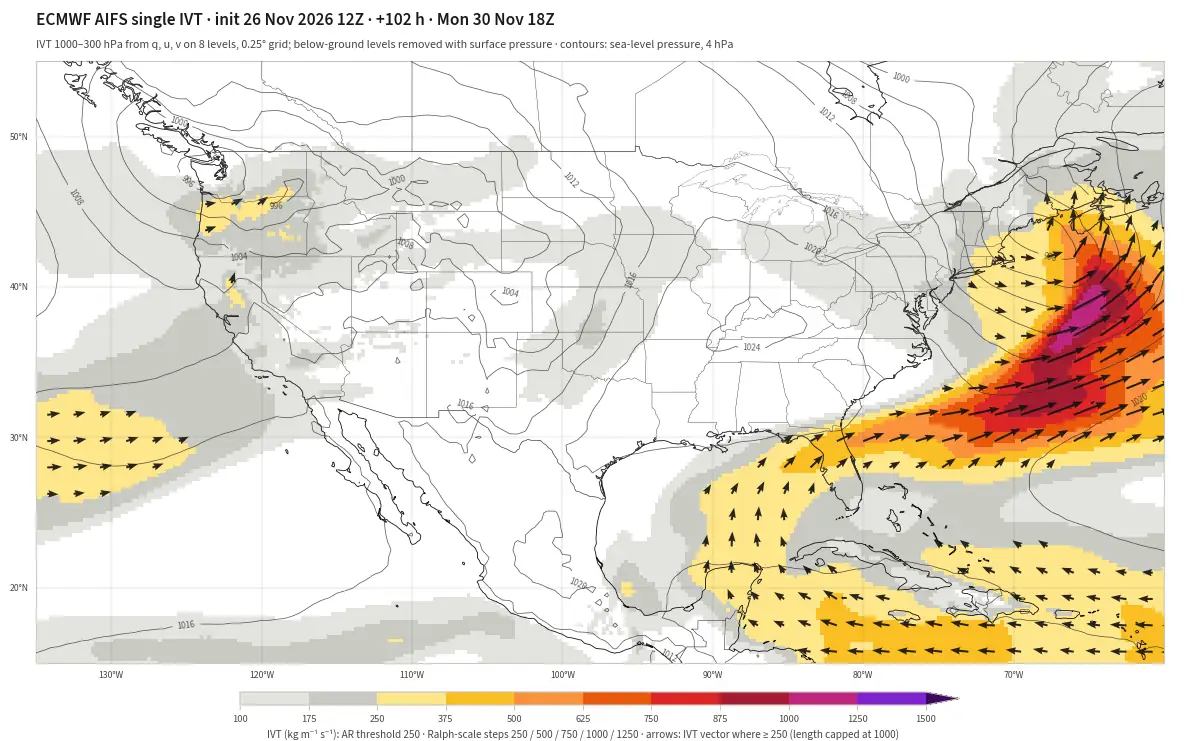 ECMWF AIFS single IVT · init 26 Nov 2026 12Z · +102 h · Mon 30 Nov 18Z
IVT 1000–300 hPa from q, u, v on 8 levels, 0.25° grid; below-ground levels removed with surface pressure · contours: sea-level pressure, 4 hPa
1000
1008
1000
1012
50°N
996
1000
1012
1008
996
1016
1020
1004
1008
1016
40°N
1004
1024
1016
1020
30°N
1020
20°N
1016
1012
130°W 120°W 110°W 100°W 90°W 80°W 70°W
100 175 250 375 500 625 750 875 1000 1250 1500
IVT (kg m⁻¹ s⁻¹): AR threshold 250 · Ralph-scale steps 250 / 500 / 750 / 1000 / 1250 · arrows: IVT vector where ≥ 250 (length capped at 1000)